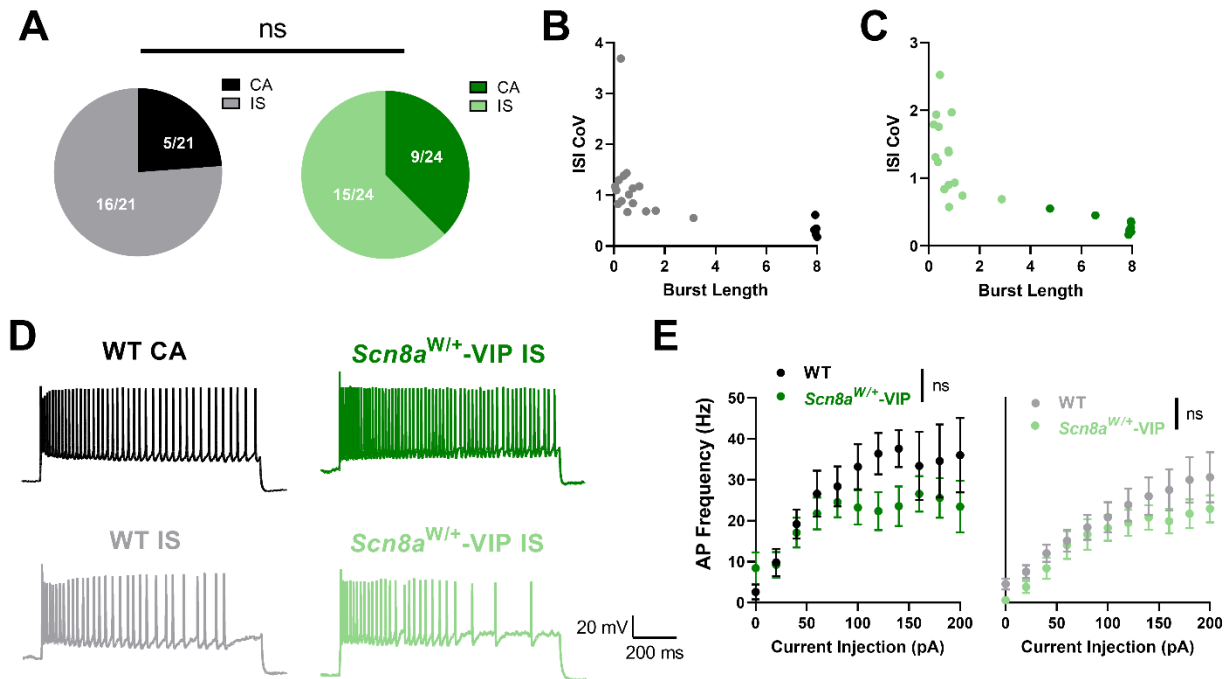 A
ns
CA
IS
5/21
16/21
CA
IS
9/24
15/24
B
ISI CoV
4
3
2
1
0
0 2 4 6 8
Burst Length
C
ISI CoV
3
2
1
0
0 2 4 6 8
Burst Length
D
WT CA
Scn8aW/+-VIP IS
WT IS
Scn8aW/+-VIP IS
20 mV
200 ms
E
WT
Scn8aW/+-VIP
ns
AP Frequency (Hz)
50
40
30
20
10
0
0 50 100 150 200
Current Injection (pA)
WT
Scn8aW/+-VIP
ns
0 50 100 150 200
Current Injection (pA)